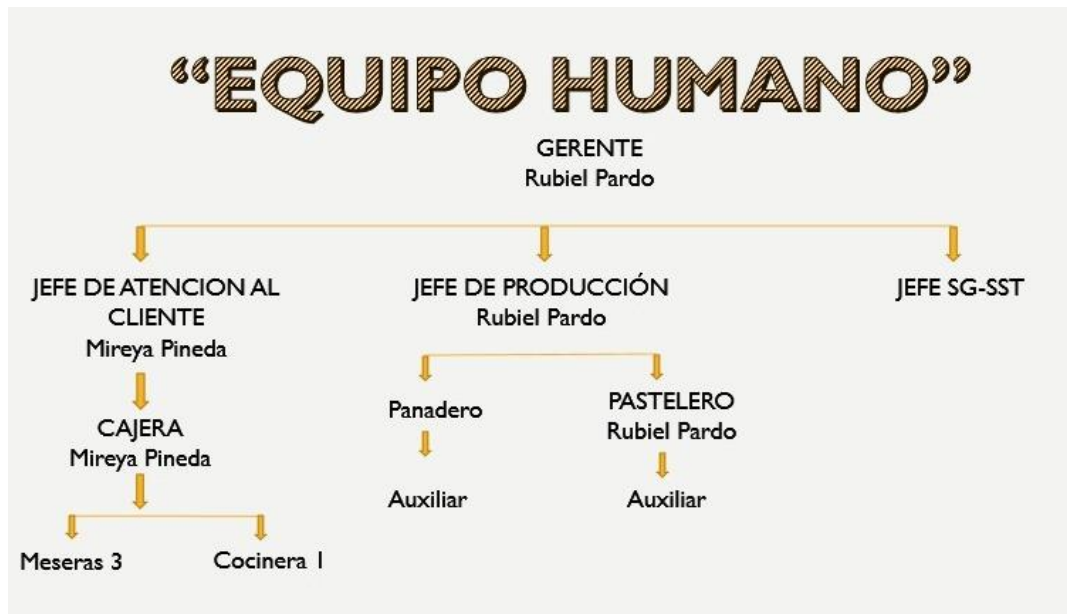 “EQUIPO HUMANO”
GERENTE
Rubiel Pardo
JEFE DE ATENCION AL
CLIENTE
Mireya Pineda
JEFE DE PRODUCCIÓN
Rubiel Pardo
JEFE SG-SST
CAJERA
Mireya Pineda
Panadero
PASTELERO
Rubiel Pardo
Auxiliar
Auxiliar
Meseras 3
Cocinera 1